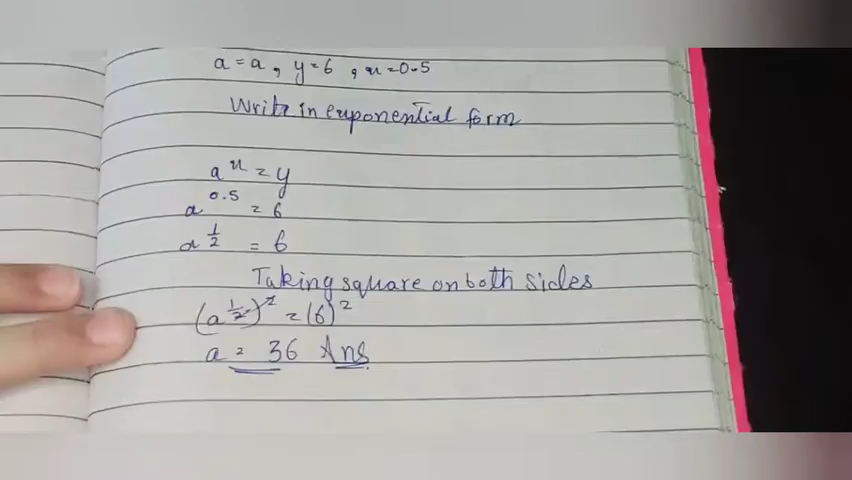 a = a, y = 6, x = 0.5
Write in exponential form
a^x = y
a^0.5 = 6
a^1/2 = 6
Taking square on both sides
(a^1/2)^2 = (6)^2
a = 36 Ans